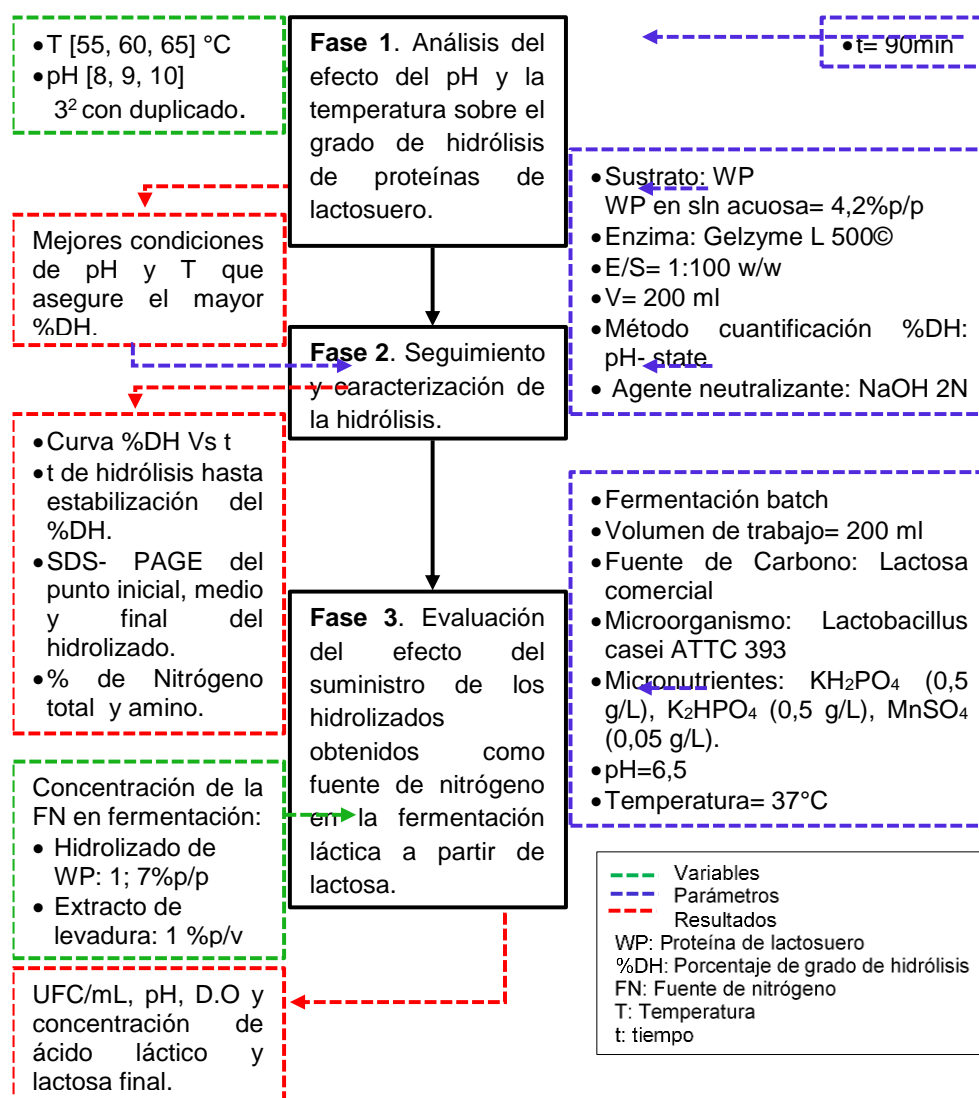 •T [55, 60, 65] °C
•pH [8, 9, 10]
3² con duplicado.
Fase 1. Análisis del
efecto del pH y la
temperatura sobre el
grado de hidrólisis
de proteínas de
lactosuero.
•t= 90min
•Sustrato: WP
WP en sln acuosa= 4,2%p/p
•Enzima: Gelzyme L 500©
•E/S= 1:100 w/w
•V= 200 ml
•Método cuantificación %DH:
pH- state
• Agente neutralizante: NaOH 2N
Mejores condiciones
de pH y T que
asegure el mayor
%DH.
Fase 2. Seguimiento
y caracterización de
la hidrólisis.
•Curva %DH Vs t
•t de hidrólisis hasta
estabilización del
%DH.
•SDS- PAGE del
punto inicial, medio
y final del
hidrolizado.
•% de Nitrógeno
total y amino.
•Fermentación batch
•Volumen de trabajo= 200 ml
•Fuente de Carbono: Lactosa
comercial
•Microorganismo: Lactobacillus
casei ATTC 393
•Micronutrientes: KH₂PO₄ (0,5
g/L), K₂HPO₄ (0,5 g/L), MnSO₄
(0,05 g/L).
•pH=6,5
•Temperatura= 37°C
Fase 3. Evaluación
del efecto del
suministro de los
hidrolizados
obtenidos como
fuente de nitrógeno
en la fermentación
láctica a partir de
lactosa.
Concentración de la
FN en fermentación:
• Hidrolizado de
WP: 1; 7%p/p
• Extracto de
levadura: 1 %p/v
UFC/mL, pH, D.O y
concentración de
ácido láctico y
lactosa final.
Variables
Parámetros
Resultados
WP: Proteína de lactosuero
%DH: Porcentaje de grado de hidrólisis
FN: Fuente de nitrógeno
T: Temperatura
t: tiempo